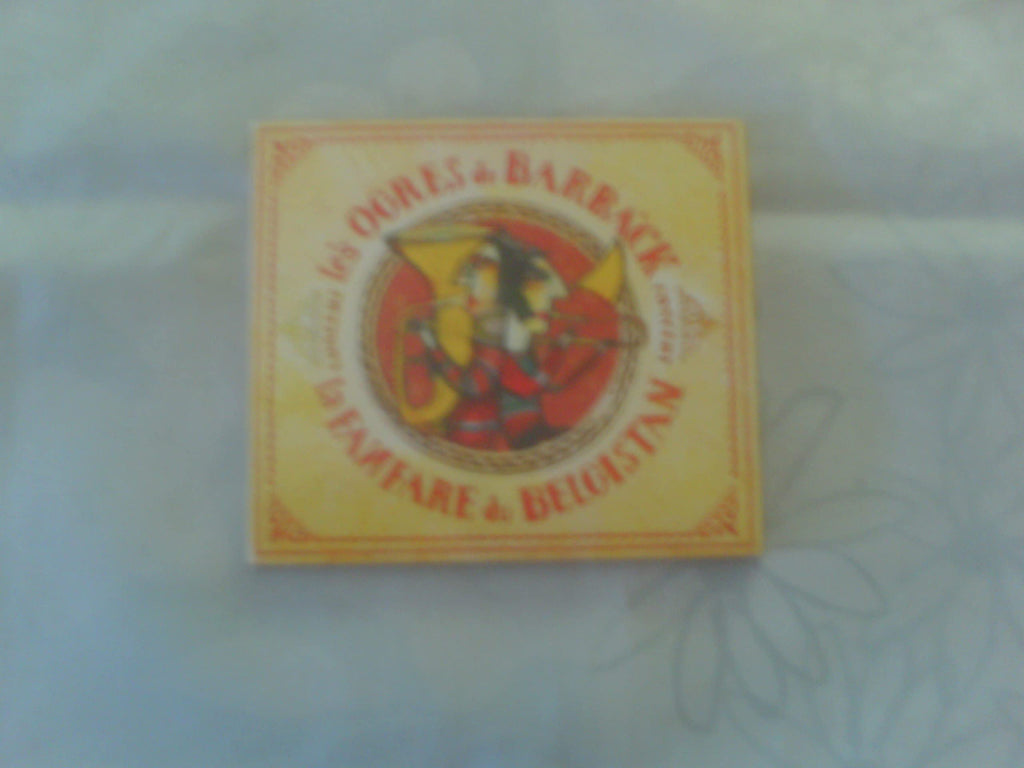 les OGRES de BARBACK
la FANFARE du BELGISTAN